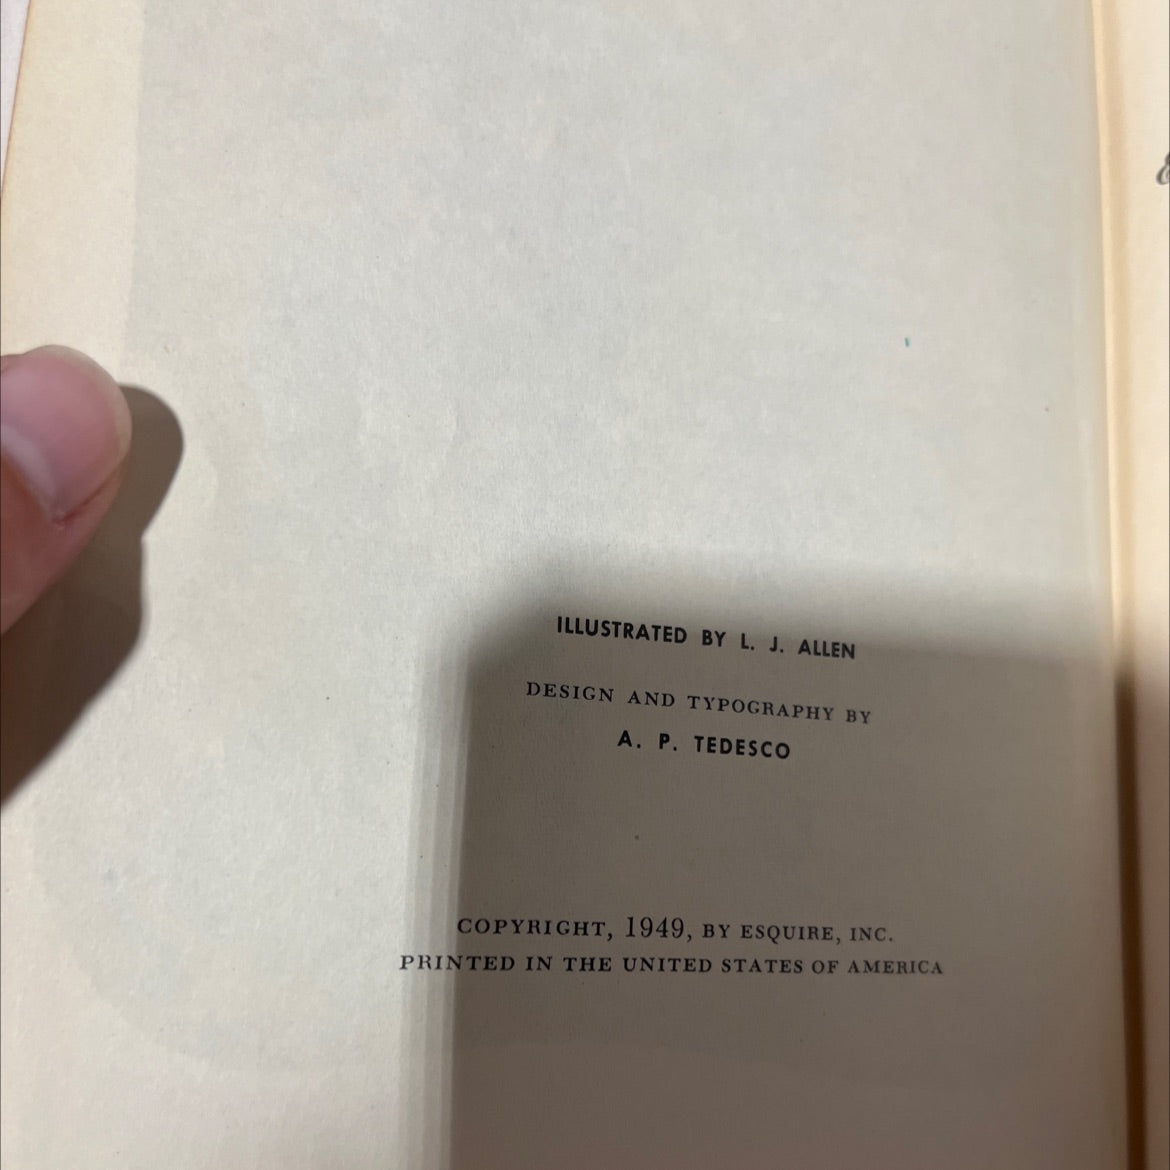 ILLUSTRATED BY L. J. ALLEN
DESIGN AND TYPOGRAPHY BY
A. P. TEDESCO
COPYRIGHT, 1949, BY ESQUIRE, INC.
PRINTED IN THE UNITED STATES OF AMERICA